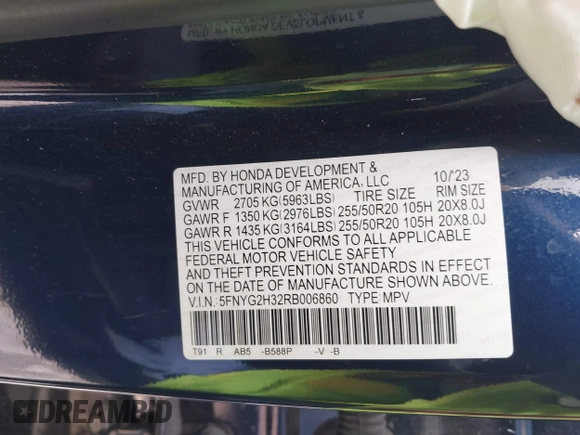 MFD. BY HONDA DEVELOPMENT &
MANUFACTURING OF AMERICA, LLC 10/'23
GVWR 2705 KG(5963LBS) TIRE SIZE RIM SIZE
GAWR F 1350 KG(2976LBS) 255/50R20 105H 20X8.0J
GAWR R 1435 KG(3164LBS) 255/50R20 105H 20X8.0J
THIS VEHICLE CONFORMS TO ALL APPLICABLE
FEDERAL MOTOR VEHICLE SAFETY
AND THEFT PREVENTION STANDARDS IN EFFECT
ON THE DATE OF MANUFACTURE SHOWN ABOVE.
V.I.N. 5FNYG2H32RB006860 TYPE MPV
T91 R AB5 -B588P -V -B
DREAMBID